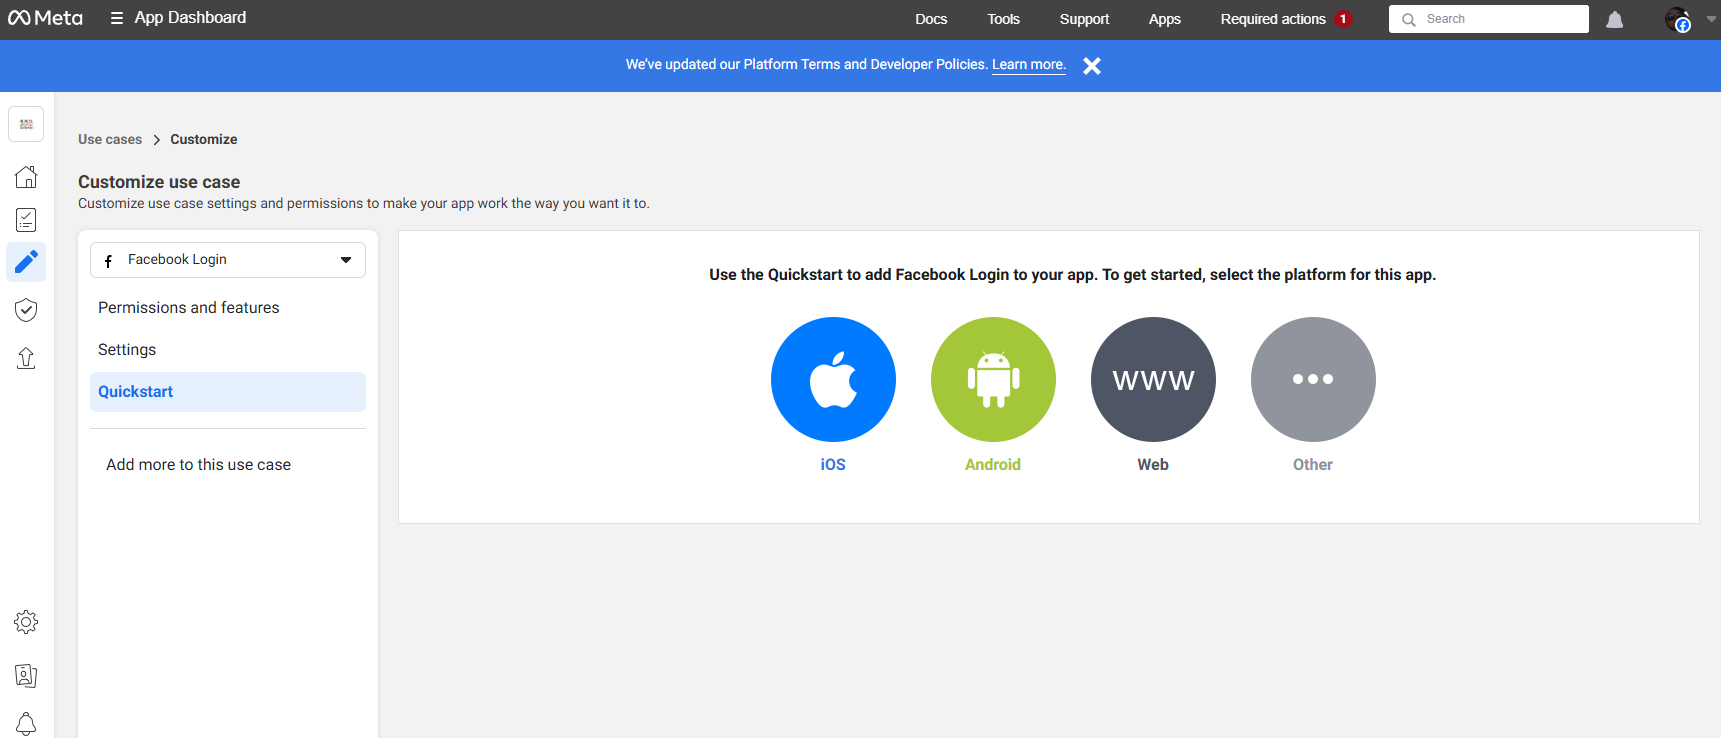 Meta
App Dashboard
Docs
Tools
Support
Apps
Required actions 1
Search
We've updated our Platform Terms and Developer Policies. Learn more.
Use cases > Customize
Customize use case
Customize use case settings and permissions to make your app work the way you want it to.
Facebook Login
Permissions and features
Settings
Quickstart
Add more to this use case
Use the Quickstart to add Facebook Login to your app. To get started, select the platform for this app.
WWW
iOS
Android
Web
Other